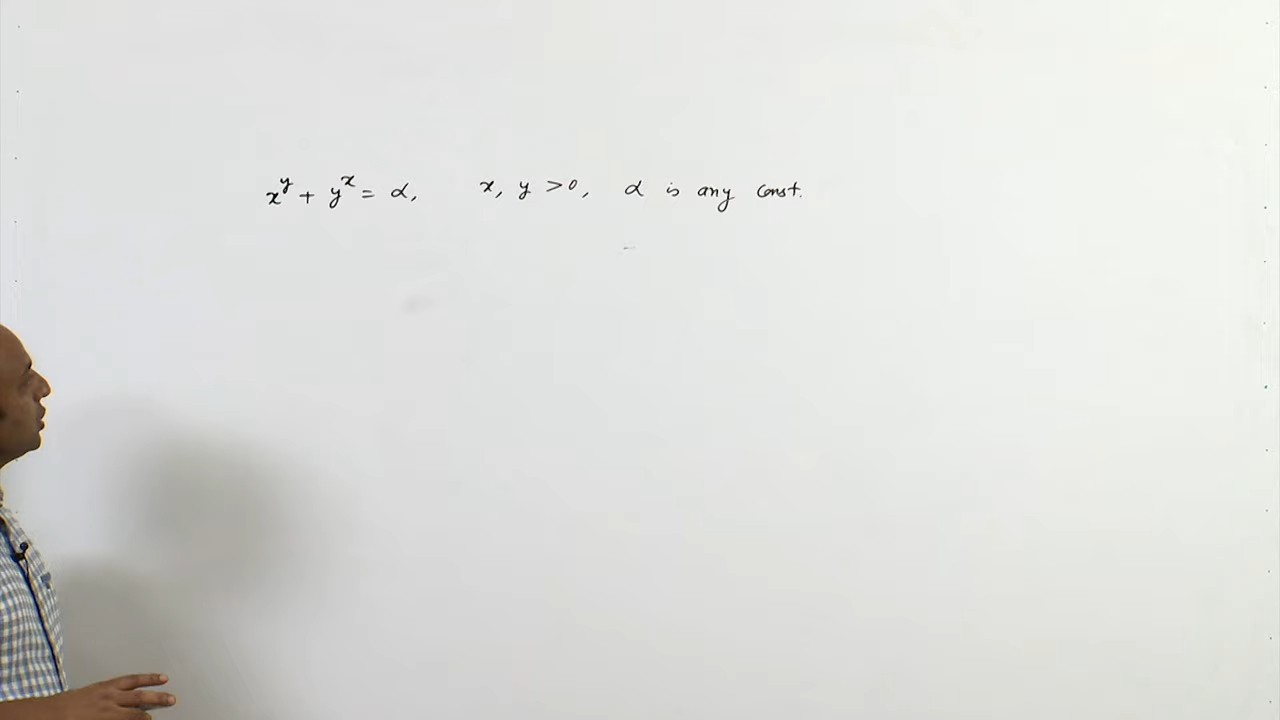 x^y + y^x = α, x, y > 0, α is any const.